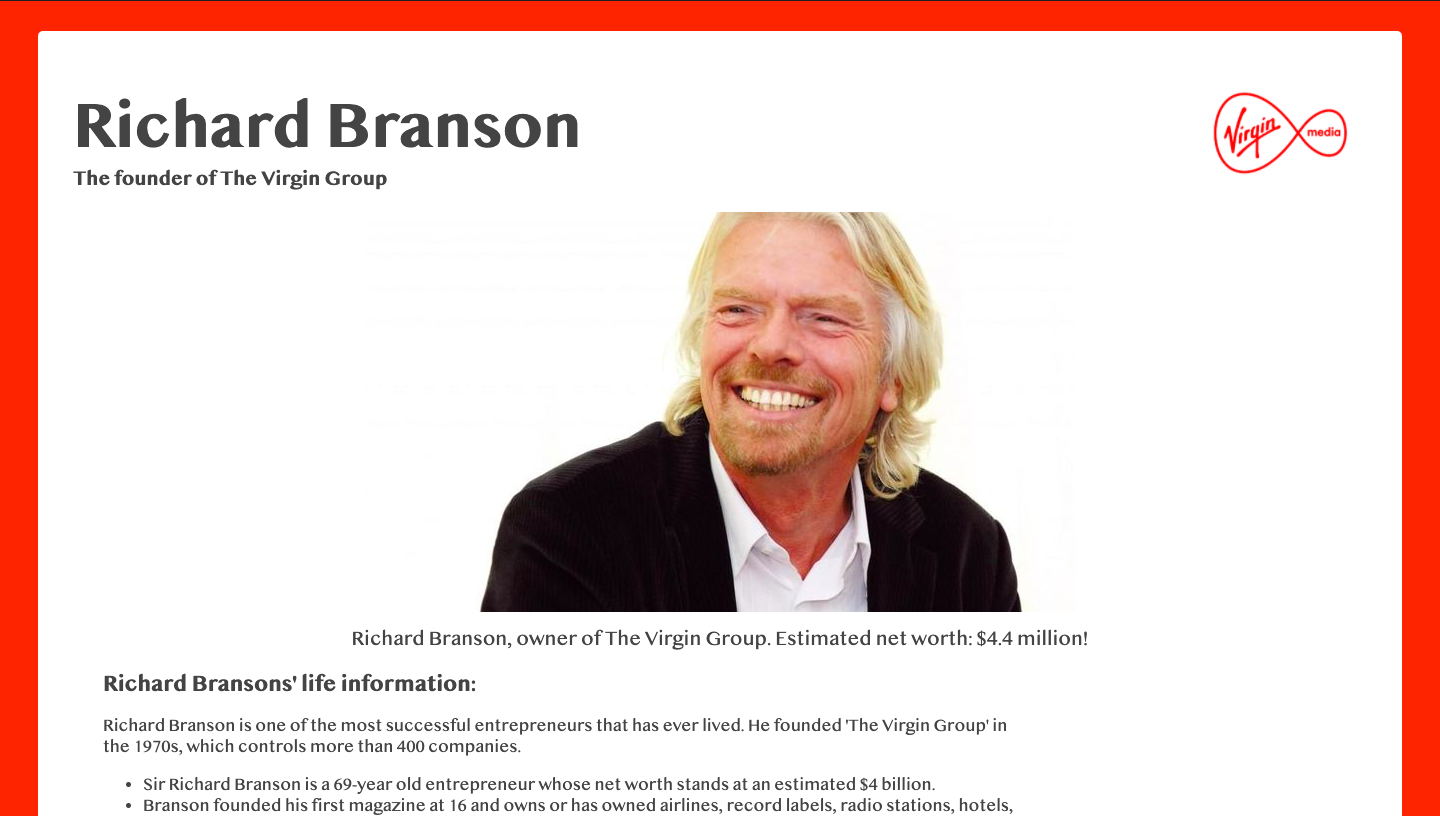 Richard Branson
The founder of The Virgin Group
Virgin media
Richard Branson, owner of The Virgin Group. Estimated net worth: $4.4 million!
Richard Bransons' life information:
Richard Branson is one of the most successful entrepreneurs that has ever lived. He founded 'The Virgin Group' in
the 1970s, which controls more than 400 companies.
• Sir Richard Branson is a 69-year old entrepreneur whose net worth stands at an estimated $4 billion.
• Branson founded his first magazine at 16 and owns or has owned airlines, record labels, radio stations, hotels,